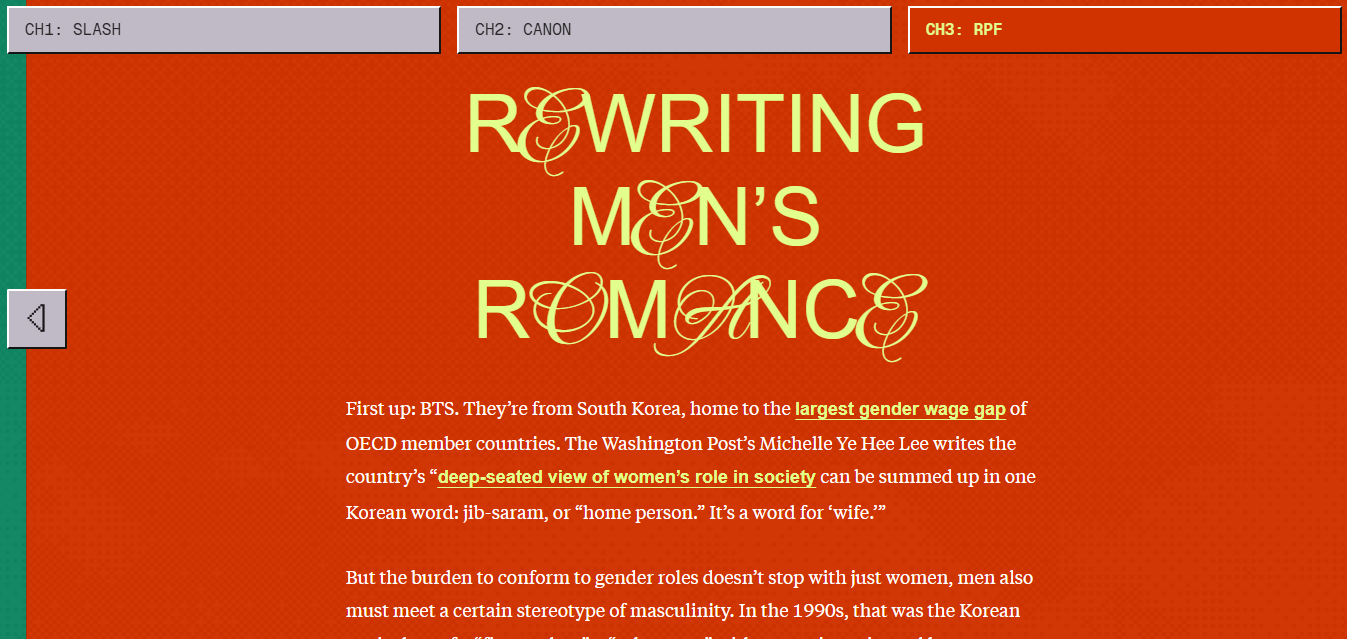 CH1: SLASH
CH2: CANON
CH3: RPF
REWRITING
MEN’S
ROMANCE
First up: BTS. They’re from South Korea, home to the largest gender wage gap of
OECD member countries. The Washington Post’s Michelle Ye Hee Lee writes the
country’s “deep-seated view of women’s role in society can be summed up in one
Korean word: jib-saram, or “home person.” It’s a word for ‘wife.’”
But the burden to conform to gender roles doesn’t stop with just women, men also
must meet a certain stereotype of masculinity. In the 1990s, that was the Korean